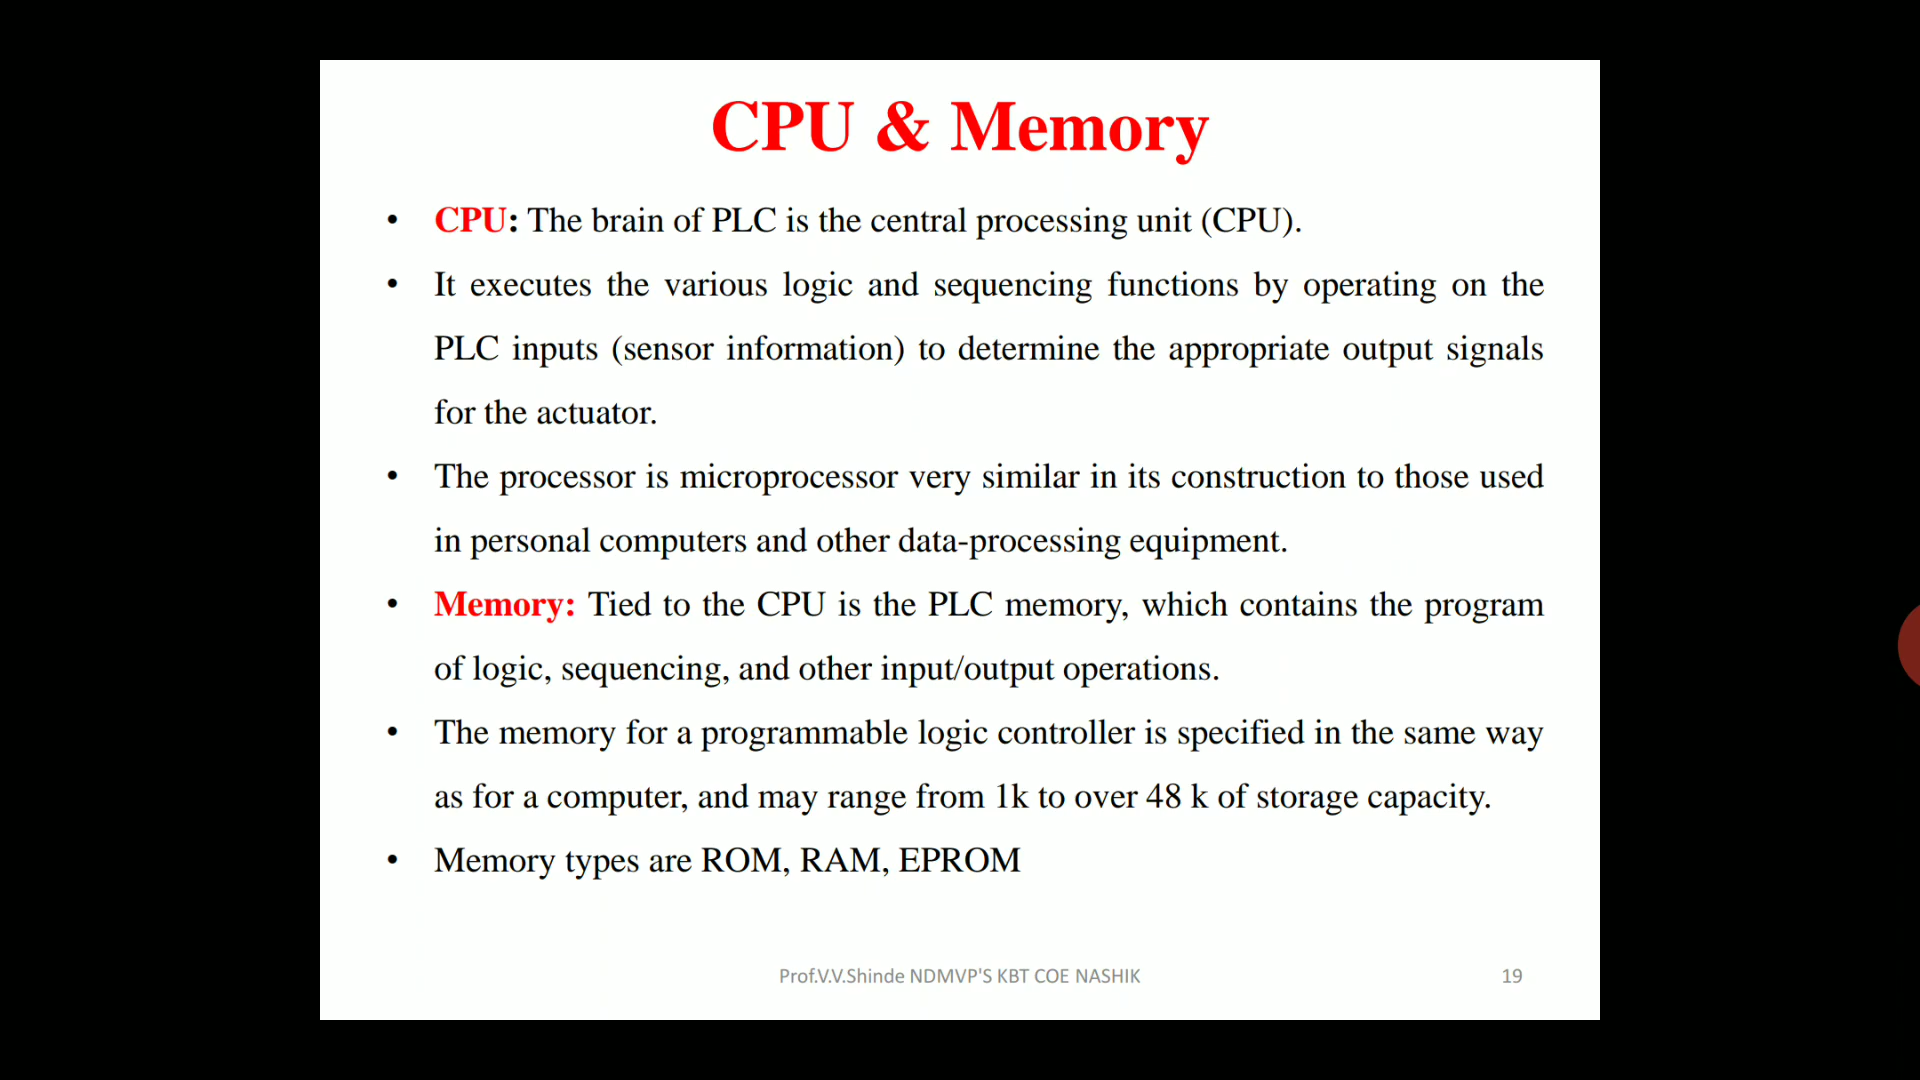 CPU & Memory
• CPU: The brain of PLC is the central processing unit (CPU).
• It executes the various logic and sequencing functions by operating on the
PLC inputs (sensor information) to determine the appropriate output signals
for the actuator.
• The processor is microprocessor very similar in its construction to those used
in personal computers and other data-processing equipment.
• Memory: Tied to the CPU is the PLC memory, which contains the program
of logic, sequencing, and other input/output operations.
• The memory for a programmable logic controller is specified in the same way
as for a computer, and may range from 1k to over 48 k of storage capacity.
• Memory types are ROM, RAM, EPROM
Prof.V.V.Shinde NDMVP'S KBT COE NASHIK 19